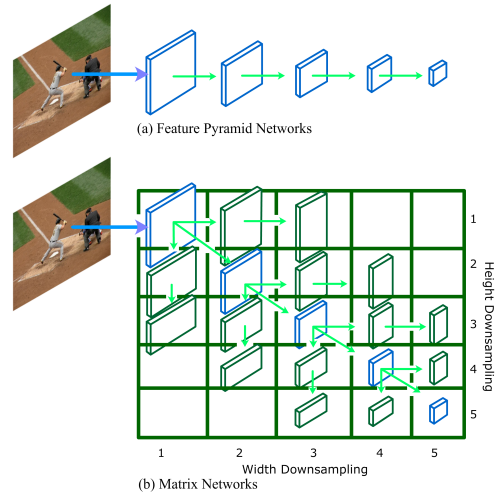 (a) Feature Pyramid Networks
1
2
3
4
5
Height Downsampling
1 2 3 4 5
Width Downsampling
(b) Matrix Networks